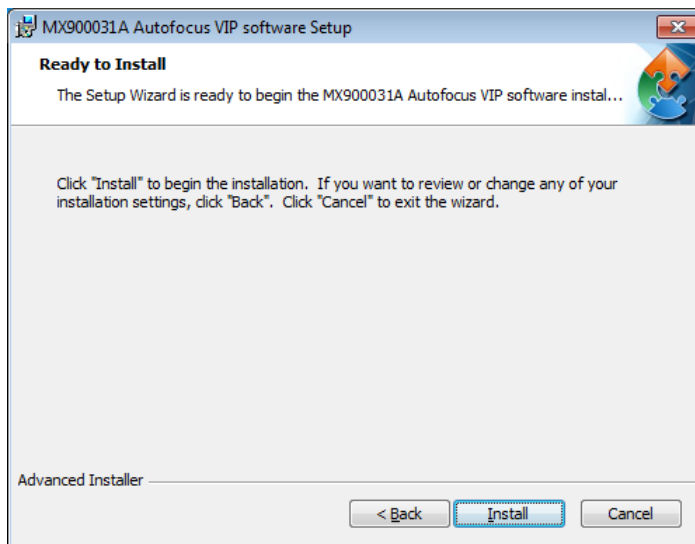 MX900031A Autofocus VIP software Setup
Ready to Install
The Setup Wizard is ready to begin the MX900031A Autofocus VIP software instal...
Click "Install" to begin the installation.  If you want to review or change any of your
installation settings, click "Back".  Click "Cancel" to exit the wizard.
Advanced Installer
< Back
Install
Cancel